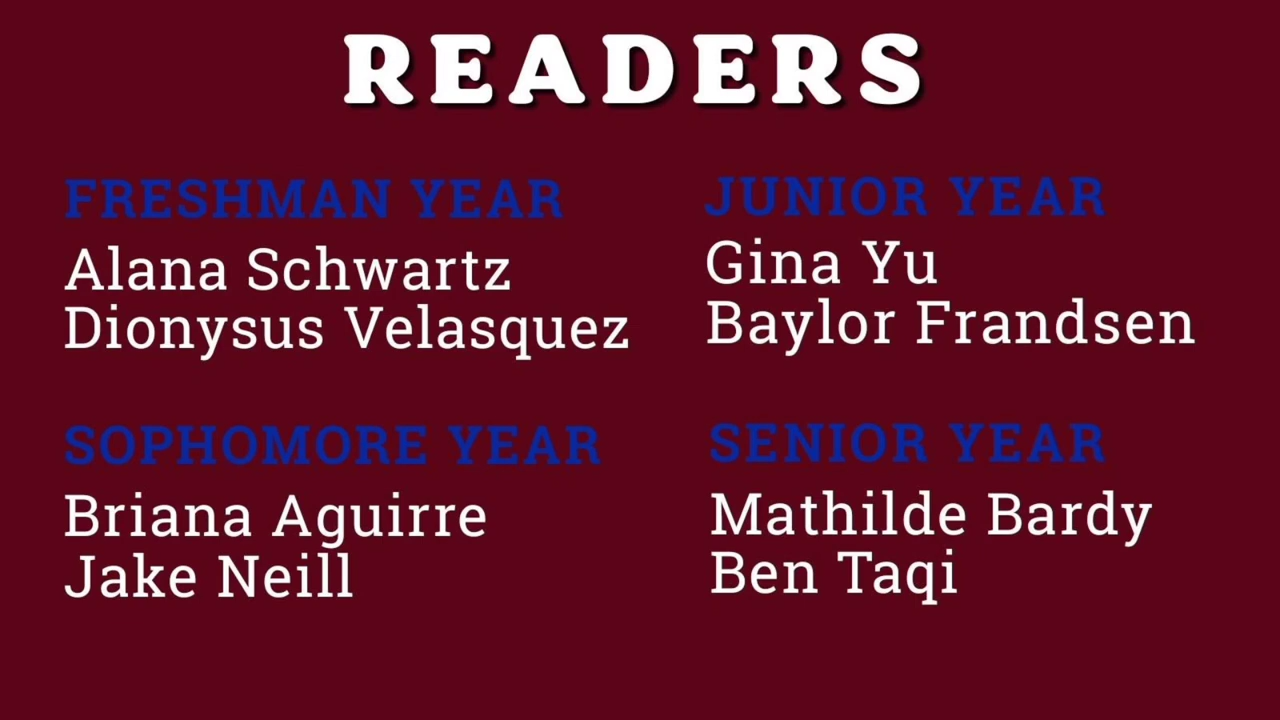 READERS
FRESHMAN YEAR
Alana Schwartz
Dionysus Velasquez
SOPHOMORE YEAR
Briana Aguirre
Jake Neill
JUNIOR YEAR
Gina Yu
Baylor Frandsen
SENIOR YEAR
Mathilde Bardy
Ben Taqi